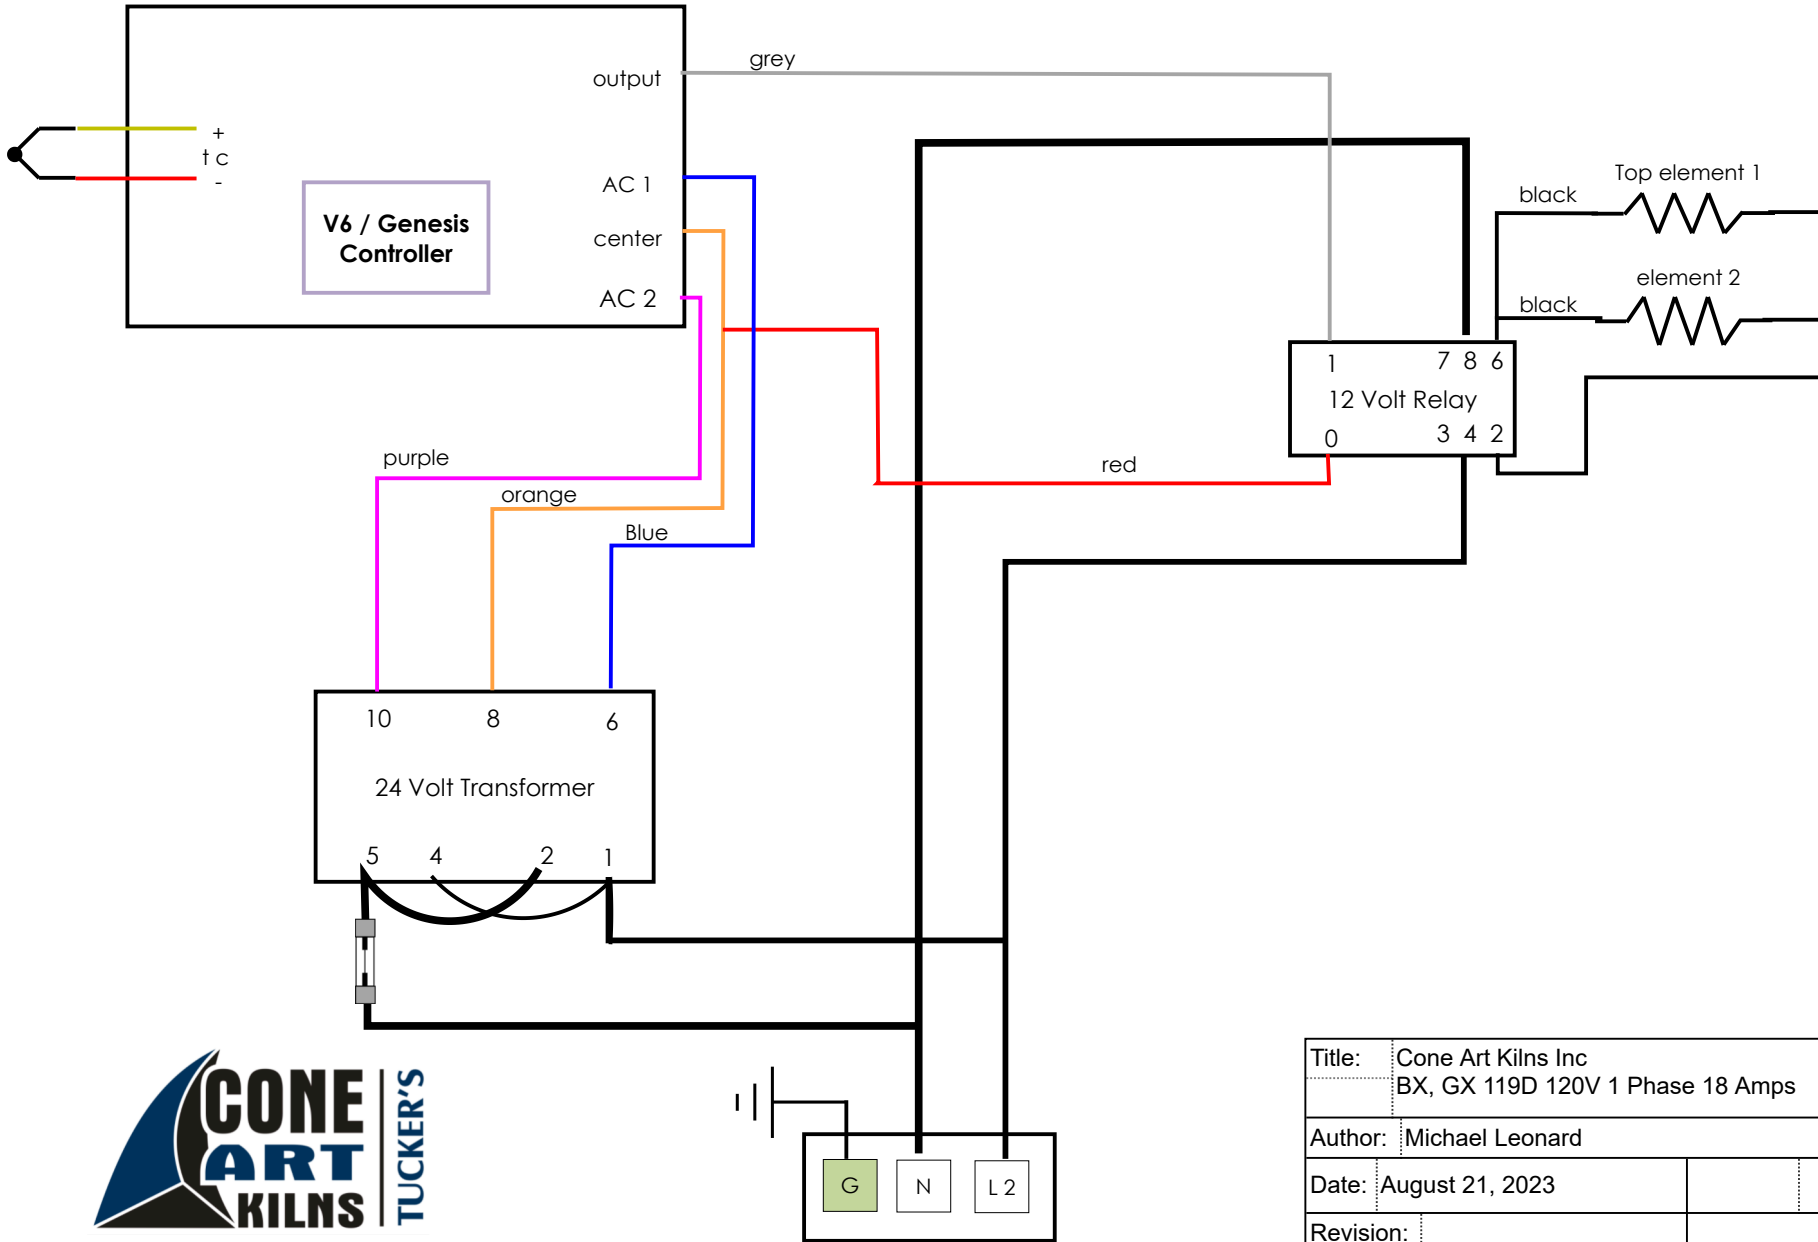 output
grey
+
t c
-
AC 1
V6 / Genesis
Controller
center
AC 2
Top element 1
black
element 2
black
1 7 8 6
12 Volt Relay
0 3 4 2
red
purple
orange
Blue
10 8 6
24 Volt Transformer
5 4 2 1
CONE
ART
KILNS
TUCKER'S
G N L 2
Title: Cone Art Kilns Inc
BX, GX 119D 120V 1 Phase 18 Amps
Author: Michael Leonard
Date: August 21, 2023
Revision: